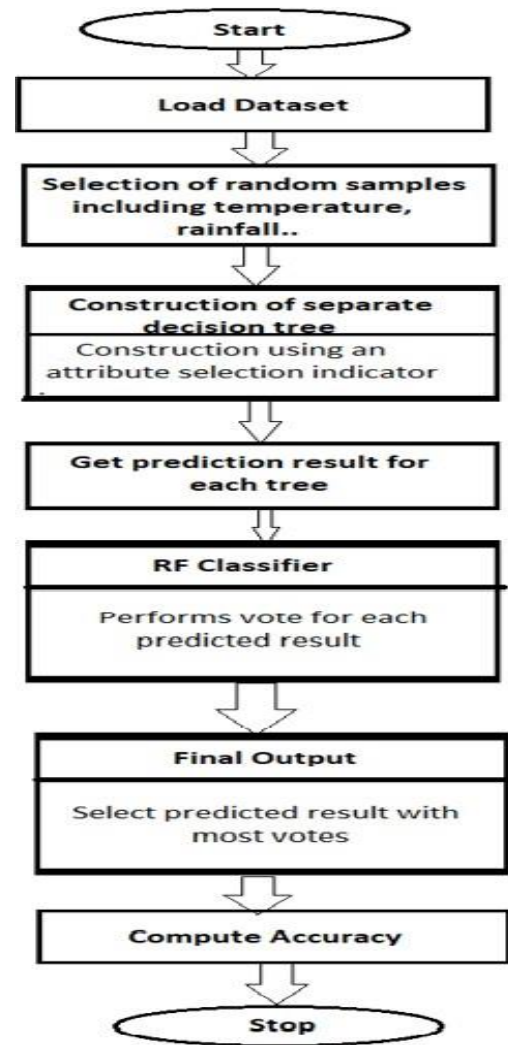 Start
Load Dataset
Selection of random samples
including temperature,
rainfall..
Construction of separate
decision tree
Construction using an
attribute selection indicator
Get prediction result for
each tree
RF Classifier
Performs vote for each
predicted result
Final Output
Select predicted result with
most votes
Compute Accuracy
Stop